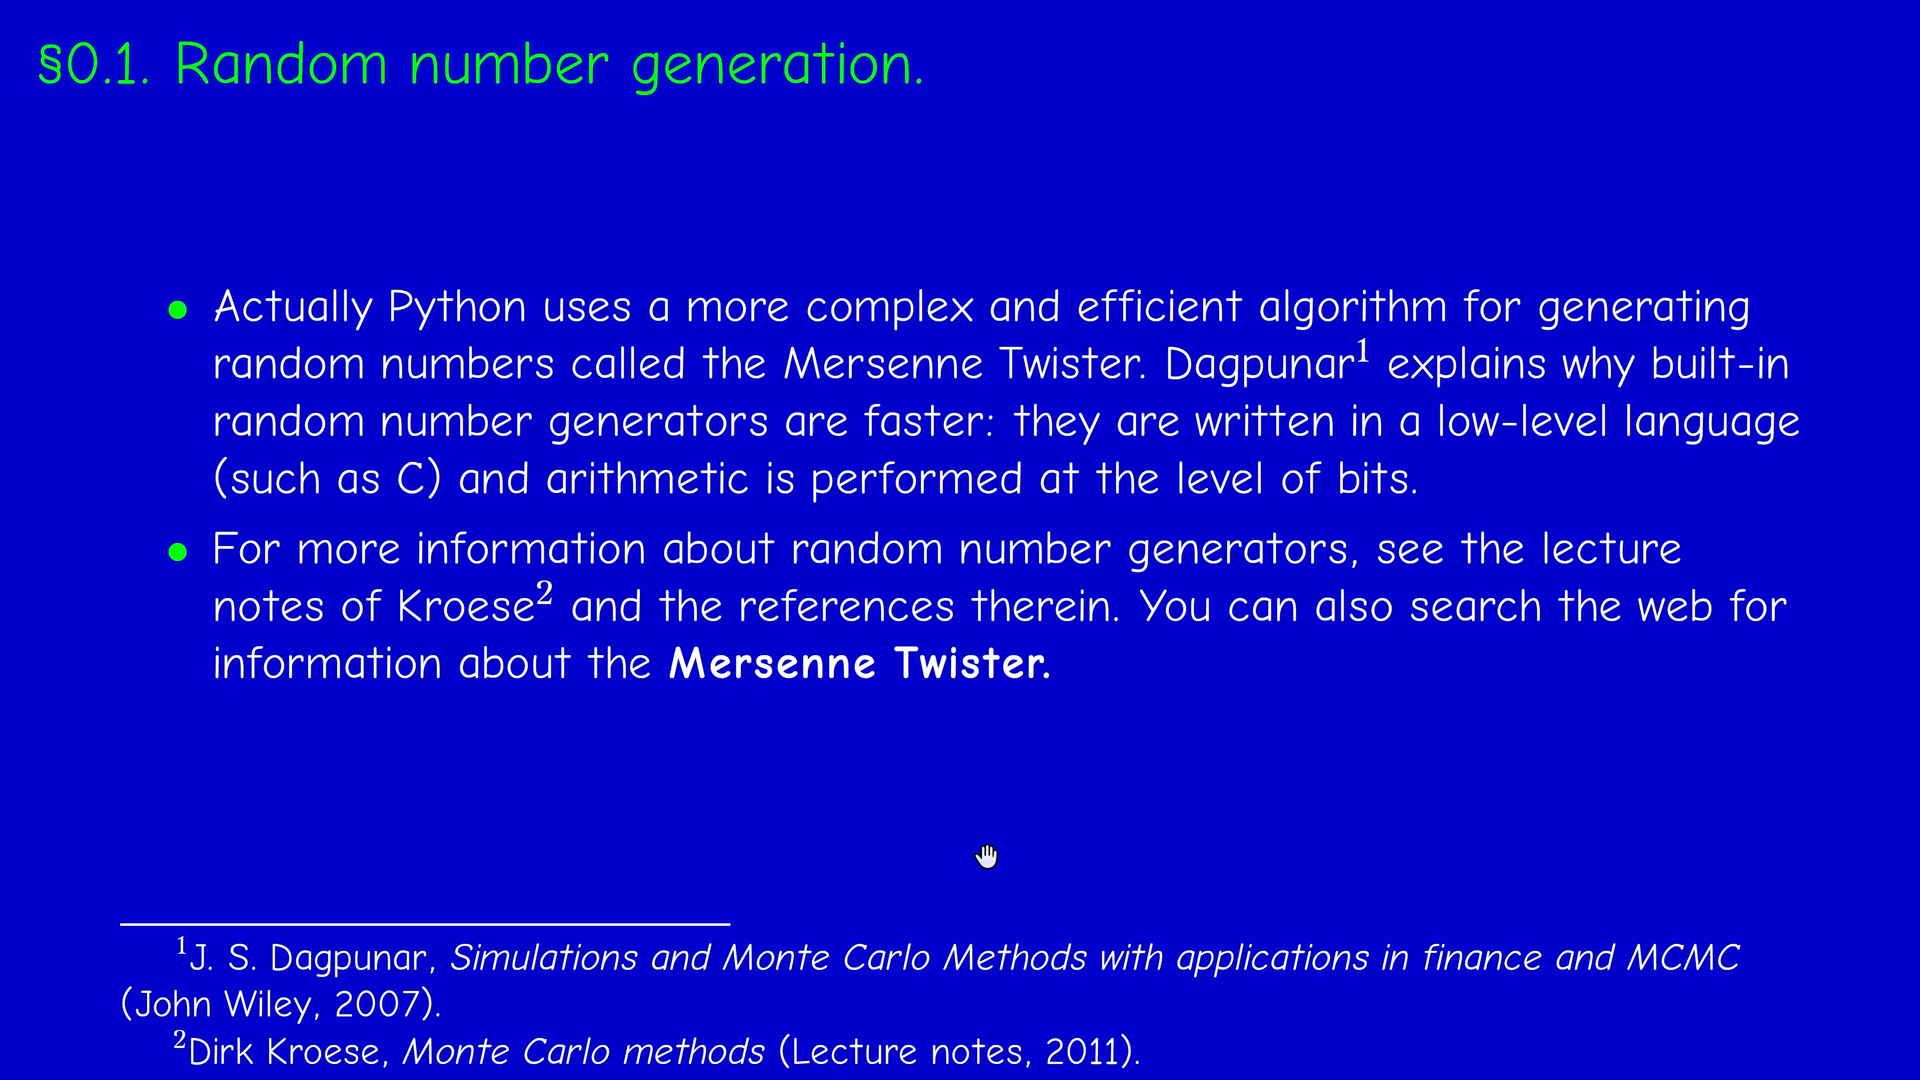 §0.1. Random number generation.
• Actually Python uses a more complex and efficient algorithm for generating
random numbers called the Mersenne Twister. Dagpunar¹ explains why built-in
random number generators are faster: they are written in a low-level language
(such as C) and arithmetic is performed at the level of bits.
• For more information about random number generators, see the lecture
notes of Kroese² and the references therein. You can also search the web for
information about the Mersenne Twister.
¹J. S. Dagpunar, Simulations and Monte Carlo Methods with applications in finance and MCMC
(John Wiley, 2007).
²Dirk Kroese, Monte Carlo methods (Lecture notes, 2011).